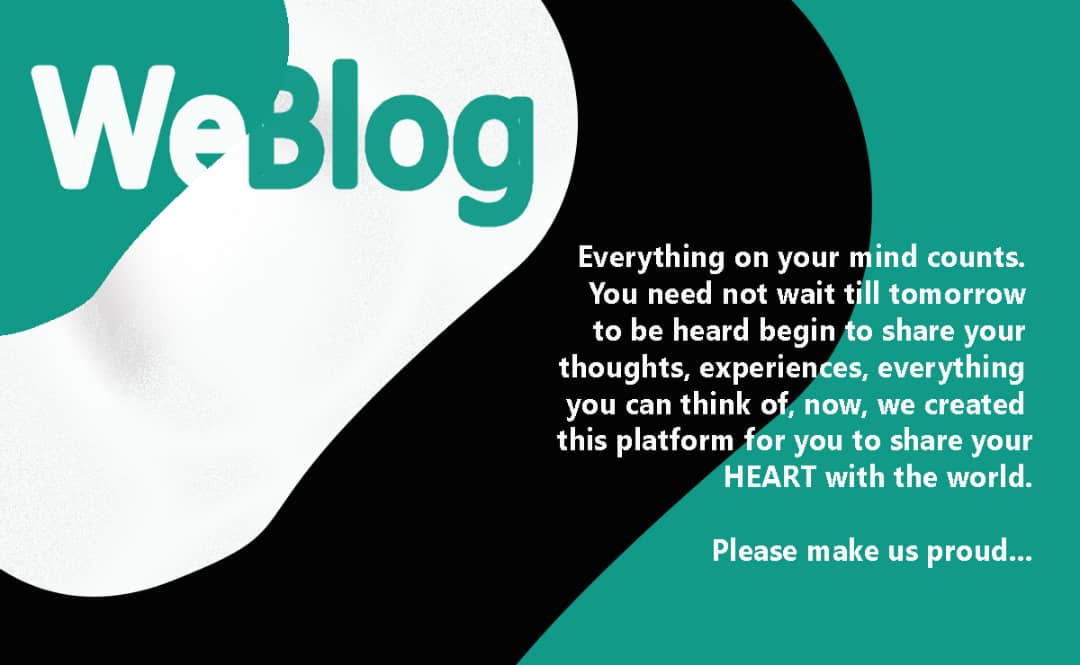 WeBlog
Everything on your mind counts.
You need not wait till tomorrow
to be heard begin to share your
thoughts, experiences, everything
you can think of, now, we created
this platform for you to share your
HEART with the world.
Please make us proud...